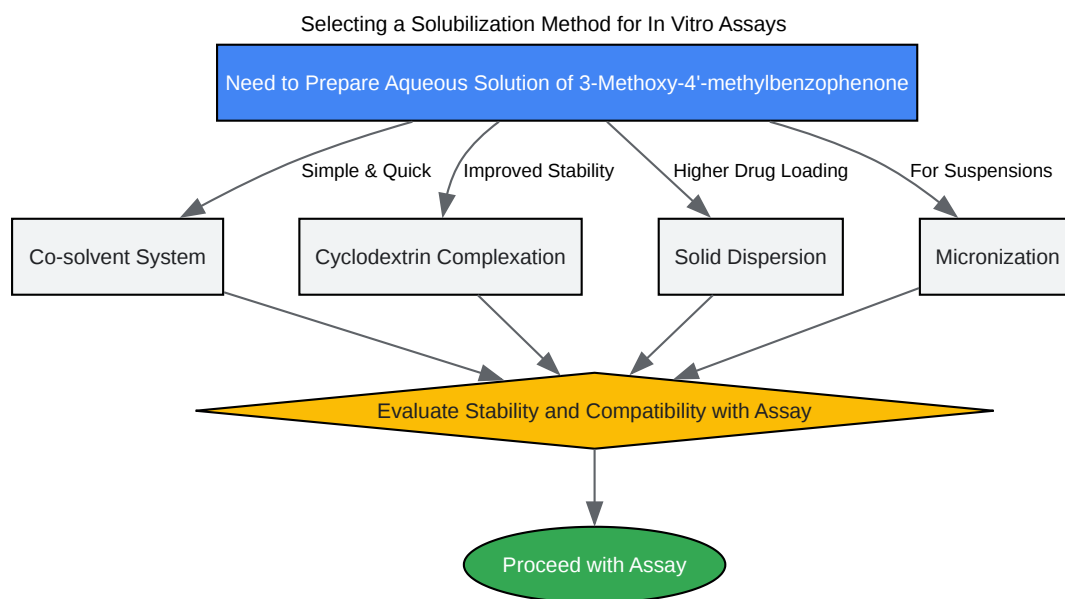 Selecting a Solubilization Method for In Vitro Assays
Need to Prepare Aqueous Solution of 3-Methoxy-4'-methylbenzophenone
Simple & Quick
Improved Stability
Higher Drug Loading
For Suspensions
Co-solvent System
Cyclodextrin Complexation
Solid Dispersion
Micronization
Evaluate Stability and Compatibility with Assay
Proceed with Assay